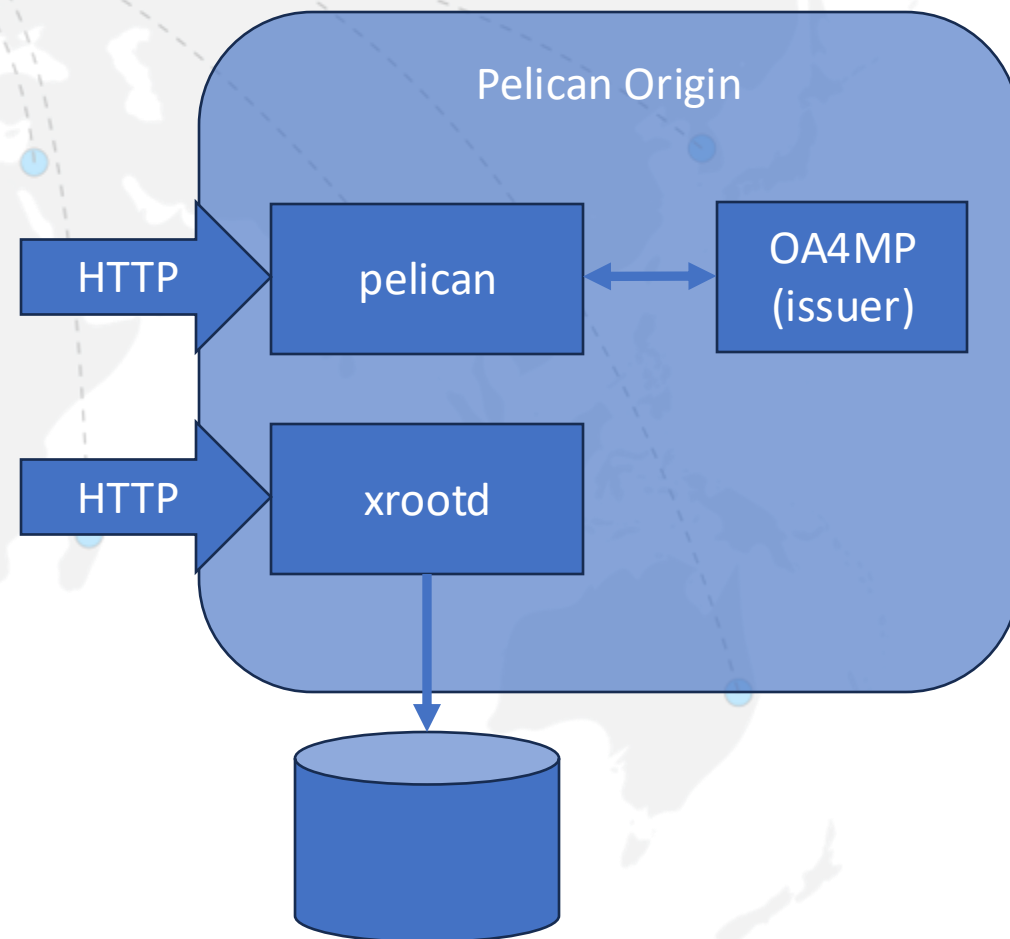 Pelican Origin
HTTP
pelican
OA4MP
(issuer)
HTTP
xrootd